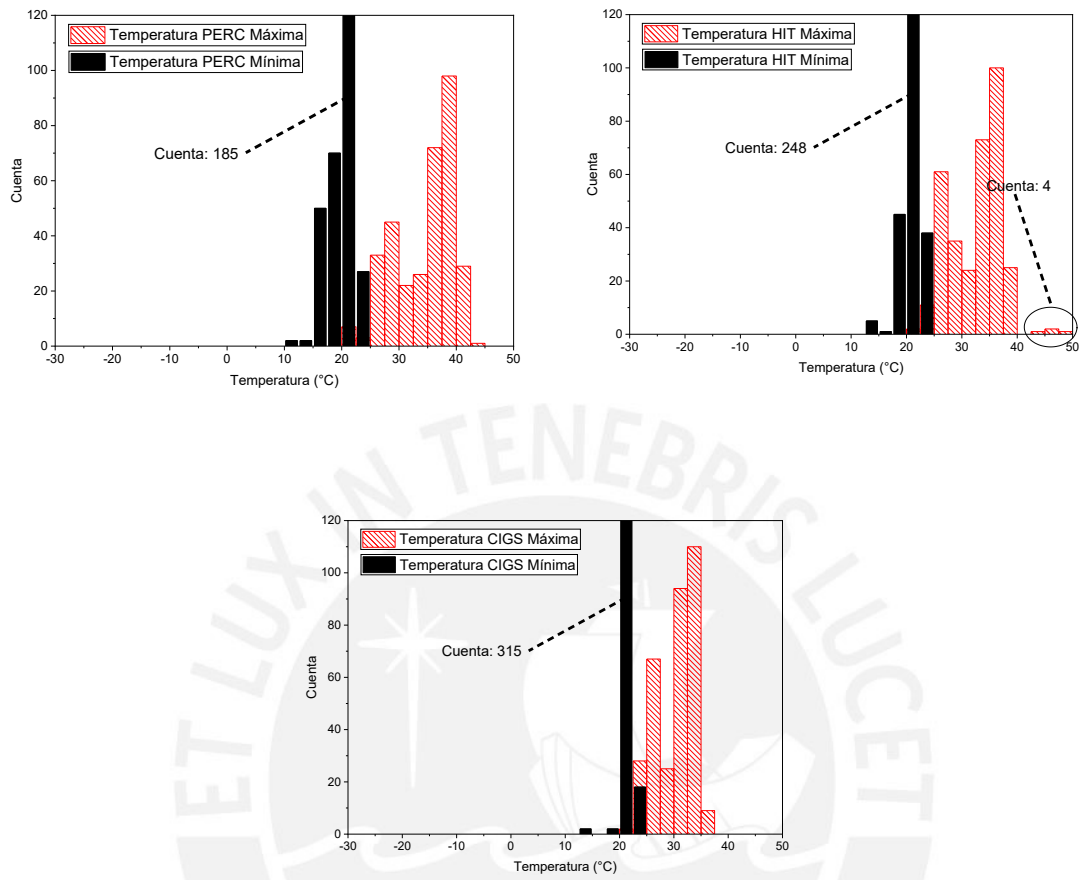 120
100
80
60
40
20
0
Cuenta
Temperatura PERC Máxima
Temperatura PERC Mínima
Cuenta: 185
-30 -20 -10 0 10 20 30 40 50
Temperatura (°C)
120
100
80
60
40
20
0
Cuenta
Temperatura HIT Máxima
Temperatura HIT Mínima
Cuenta: 248
Cuenta: 4
-30 -20 -10 0 10 20 30 40 50
Temperatura (°C)
120
100
80
60
40
20
0
Cuenta
Temperatura CIGS Máxima
Temperatura CIGS Mínima
Cuenta: 315
-30 -20 -10 0 10 20 30 40 50
Temperatura (°C)
ET LUX IN TENEBRIS LUCET